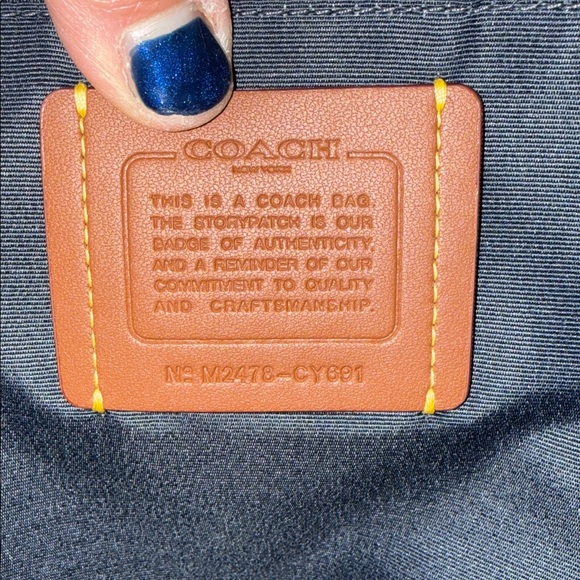 COACH
NEW YORK
THIS IS A COACH BAG.
THE STORYPATCH IS OUR
BADGE OF AUTHENTICITY,
AND A REMINDER OF OUR
COMMITMENT TO QUALITY
AND CRAFTSMANSHIP.
Nº M2478-CY691